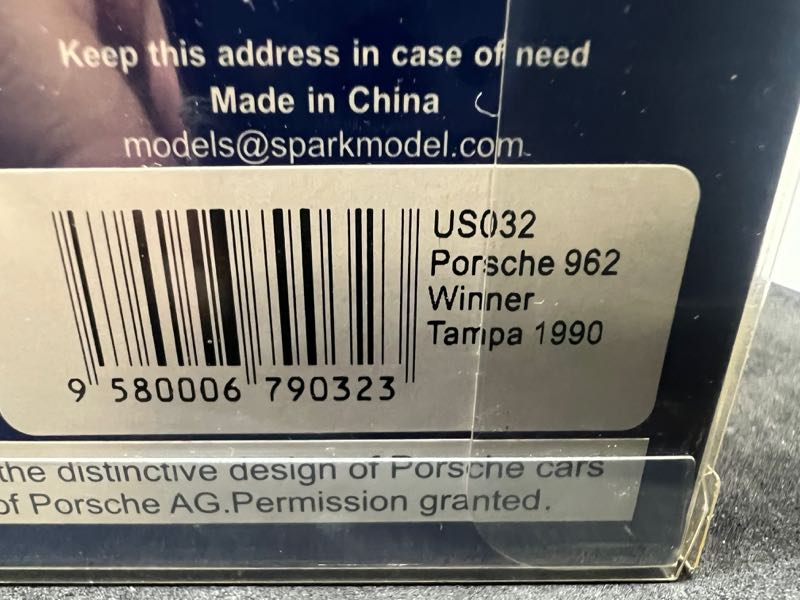 Keep this address in case of need
Made in China
models@sparkmodel.com
US032
Porsche 962
Winner
Tampa 1990
9 580006 790323
the distinctive design of Porsche cars
of Porsche AG.Permission granted.